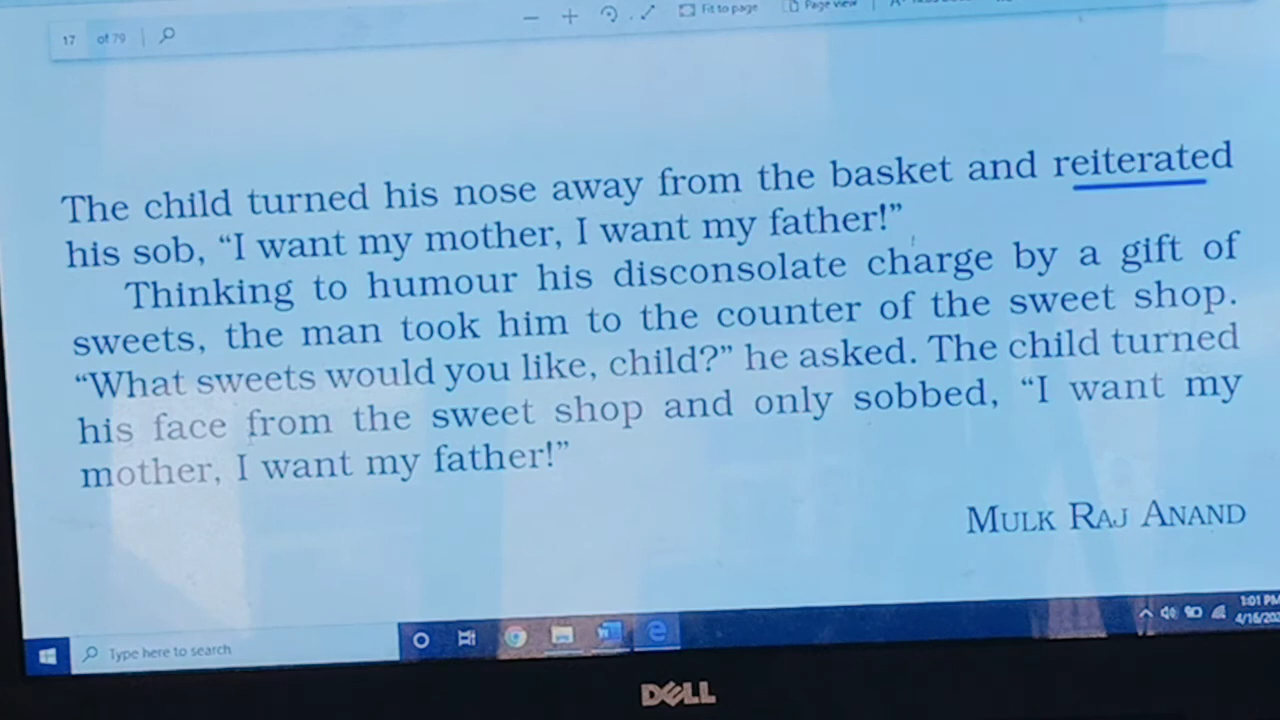 17 of 79
Fit to page
Page view
The child turned his nose away from the basket and reiterated
his sob, “I want my mother, I want my father!”
Thinking to humour his disconsolate charge by a gift of
sweets, the man took him to the counter of the sweet shop.
“What sweets would you like, child?” he asked. The child turned
his face from the sweet shop and only sobbed, “I want my
mother, I want my father!”
MULK RAJ ANAND
Type here to search
1:01 PM
DELL